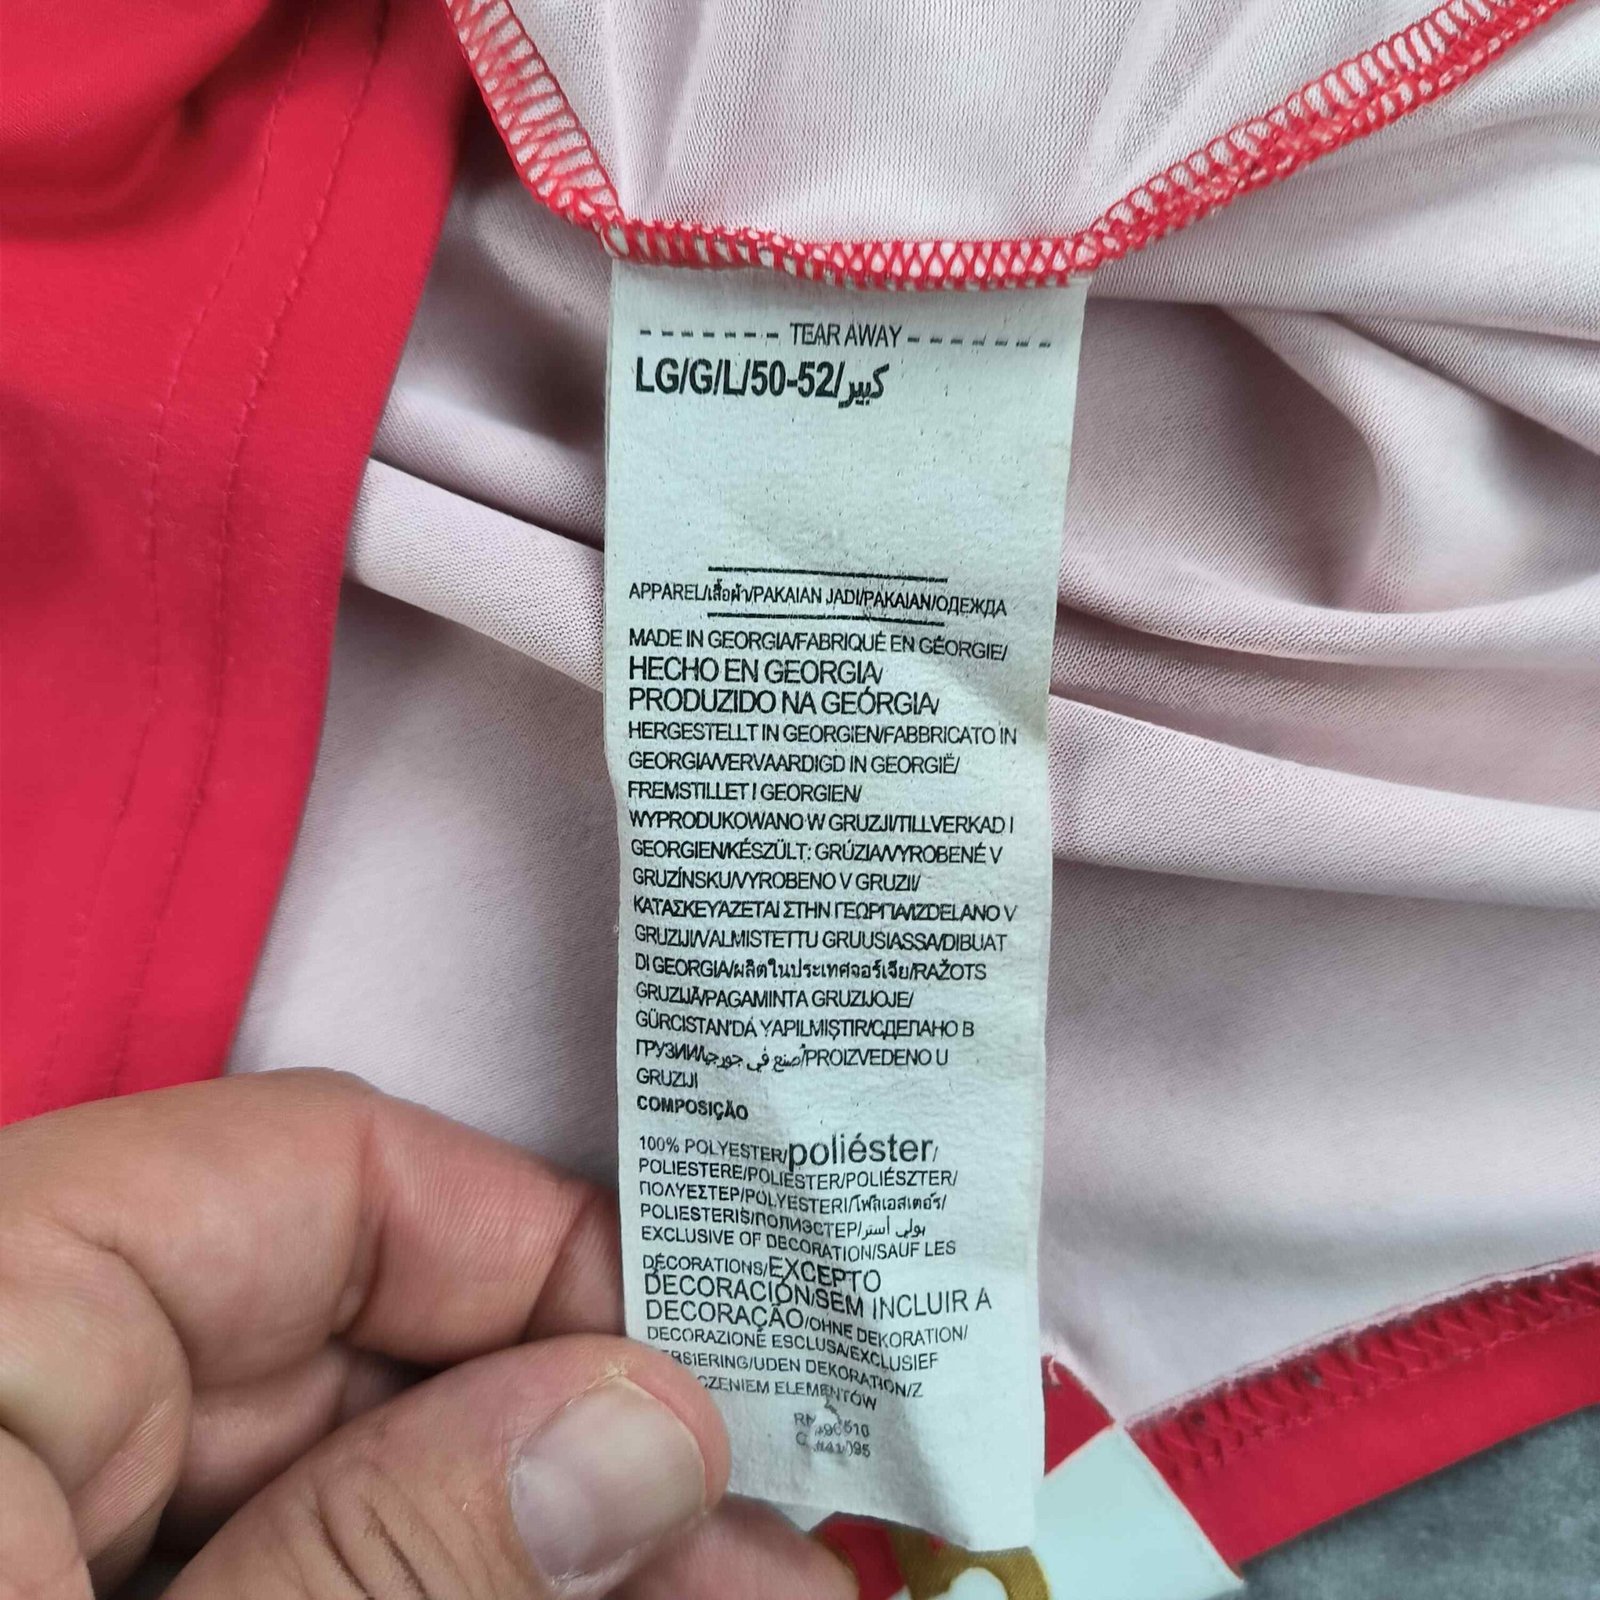 TEAR AWAY
LG/G/L/50-52/كبير
APPAREL/เสื้อผ้า/PAKAIAN JADI/PAKAIAN/ОДЕЖДА
MADE IN GEORGIA/FABRIQUÉ EN GÉORGIE/
HECHO EN GEORGIA/
PRODUZIDO NA GEÓRGIA/
HERGESTELLT IN GEORGIEN/FABBRICATO IN
GEORGIA/VERVAARDIGD IN GEORGIË/
FREMSTILLET I GEORGIEN/
WYPRODUKOWANO W GRUZJI/TILLVERKAD I
GEORGIEN/KÉSZÜLT: GRÚZIA/VYROBENÉ V
GRUZÍNSKU/VYROBENO V GRUZII/
ΚΑΤΑΣΚΕΥΑΖΕΤΑΙ ΣΤΗΝ ΓΕΩΡΓΙΑ/IZDELANO V
GRUZIJI/VALMISTETTU GRUUSIASSA/DIBUAT
DI GEORGIA/ผลิตในประเทศจอร์เจีย/RAŽOTS
GRUZIJĀ/PAGAMINTA GRUZIJOJE/
GÜRCISTAN'DA YAPILMIŞTIR/СДЕЛАНО В
ГРУЗИИ/صنع في جورجيا/PROIZVEDENO U
GRUZIJI
COMPOSIÇÃO
100% POLYESTER/poliéster/
POLIESTERE/POLIESTER/POLIÉSZTER/
ΠΟΛΥΕΣΤΕΡ/POLYESTERI/โพลิเอสเตอร์/
POLIESTERIS/ПОЛИЭСТЕР/بولي أستر
EXCLUSIVE OF DECORATION/SAUF LES
DÉCORATIONS/EXCEPTO
DECORACIÓN/SEM INCLUIR A
DECORAÇÃO/OHNE DEKORATION/
DECORAZIONE ESCLUSA/EXCLUSIEF
UDEN DEKORATION/Z
ELEMENTÓW